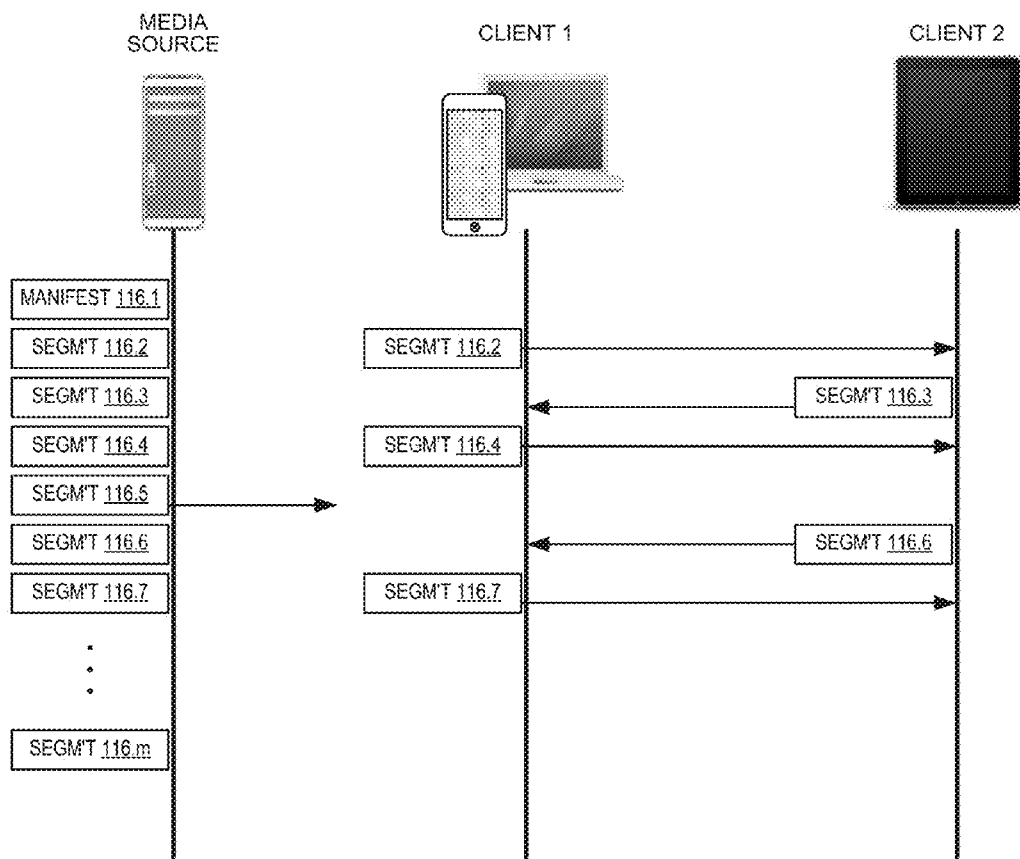 MEDIA
SOURCE
CLIENT 1
CLIENT 2
MANIFEST 116.1
SEGM'T 116.2
SEGM'T 116.2
SEGM'T 116.3
SEGM'T 116.3
SEGM'T 116.4
SEGM'T 116.4
SEGM'T 116.5
SEGM'T 116.6
SEGM'T 116.6
SEGM'T 116.7
SEGM'T 116.7
SEGM'T 116.m